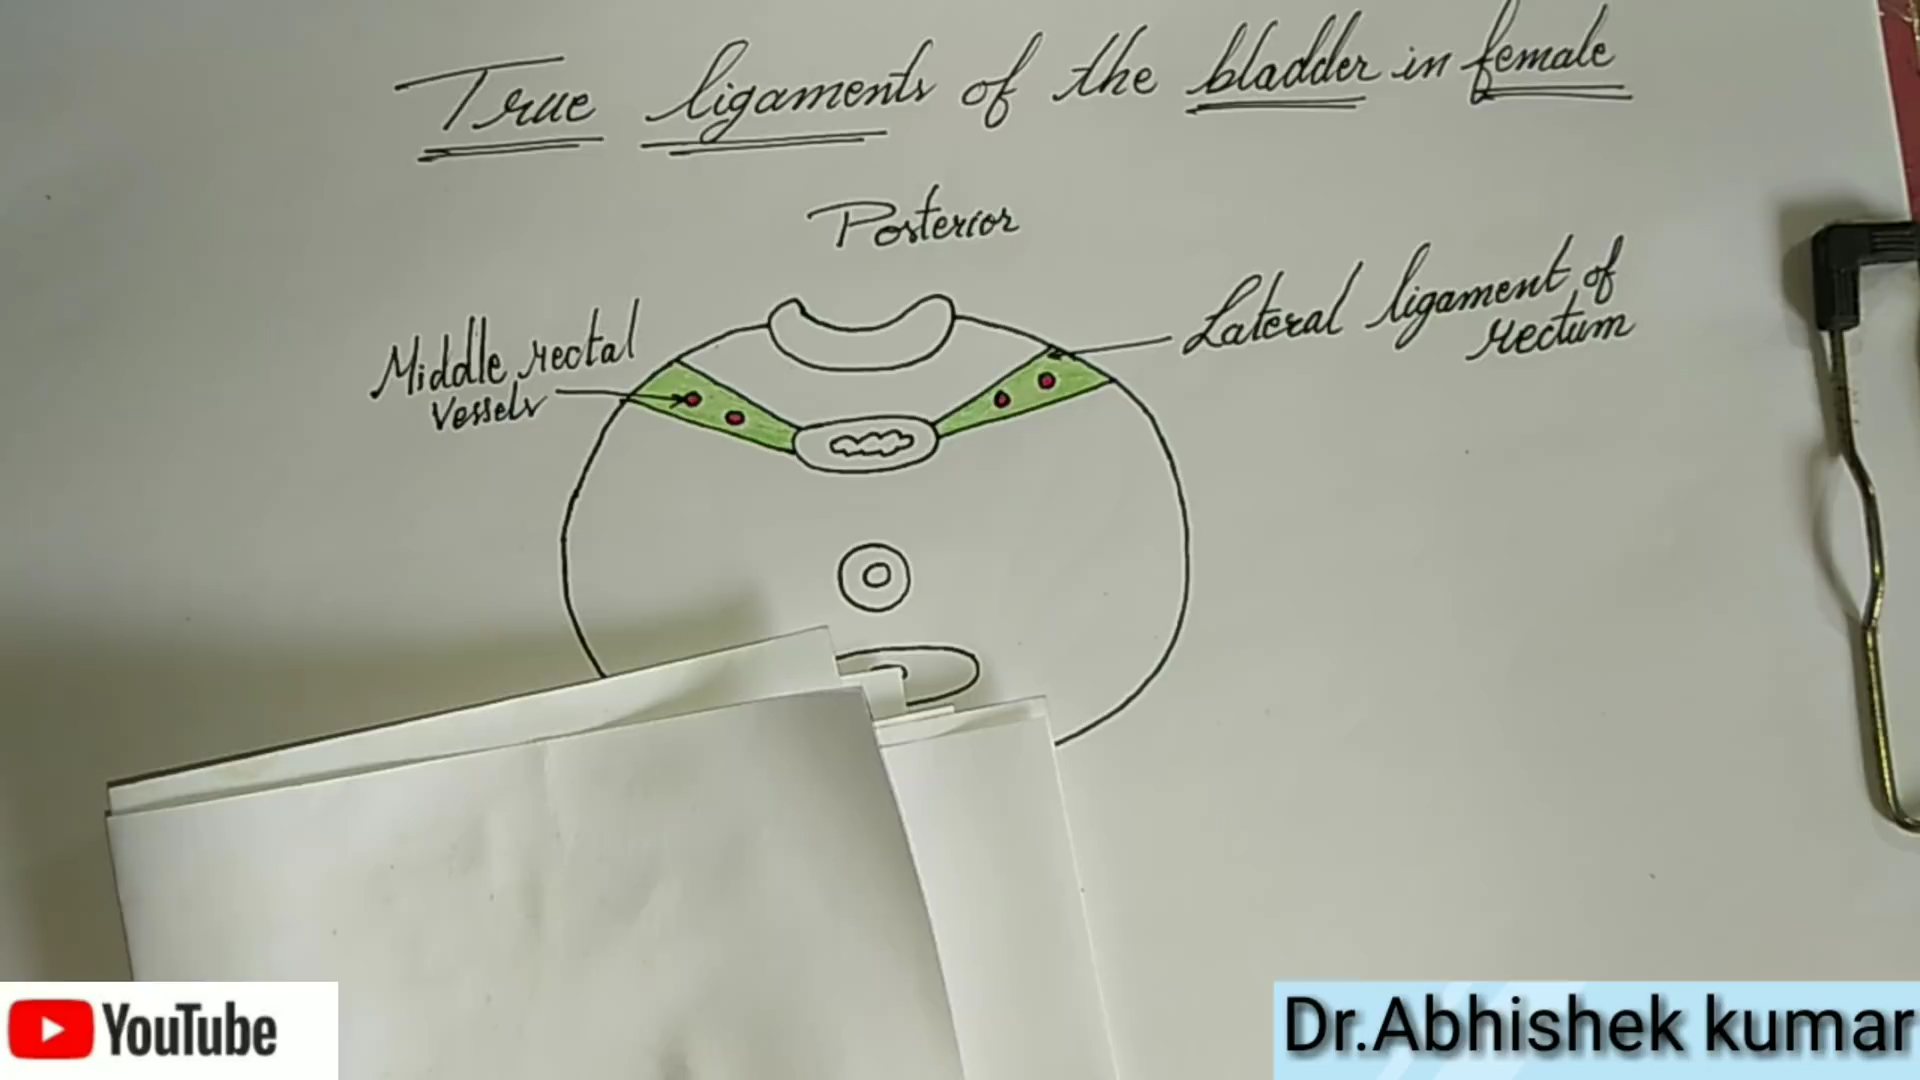 True ligaments of the bladder in female
Posterior
Middle rectal
vessels
Lateral ligament of
rectum
YouTube
Dr.Abhishek kumar